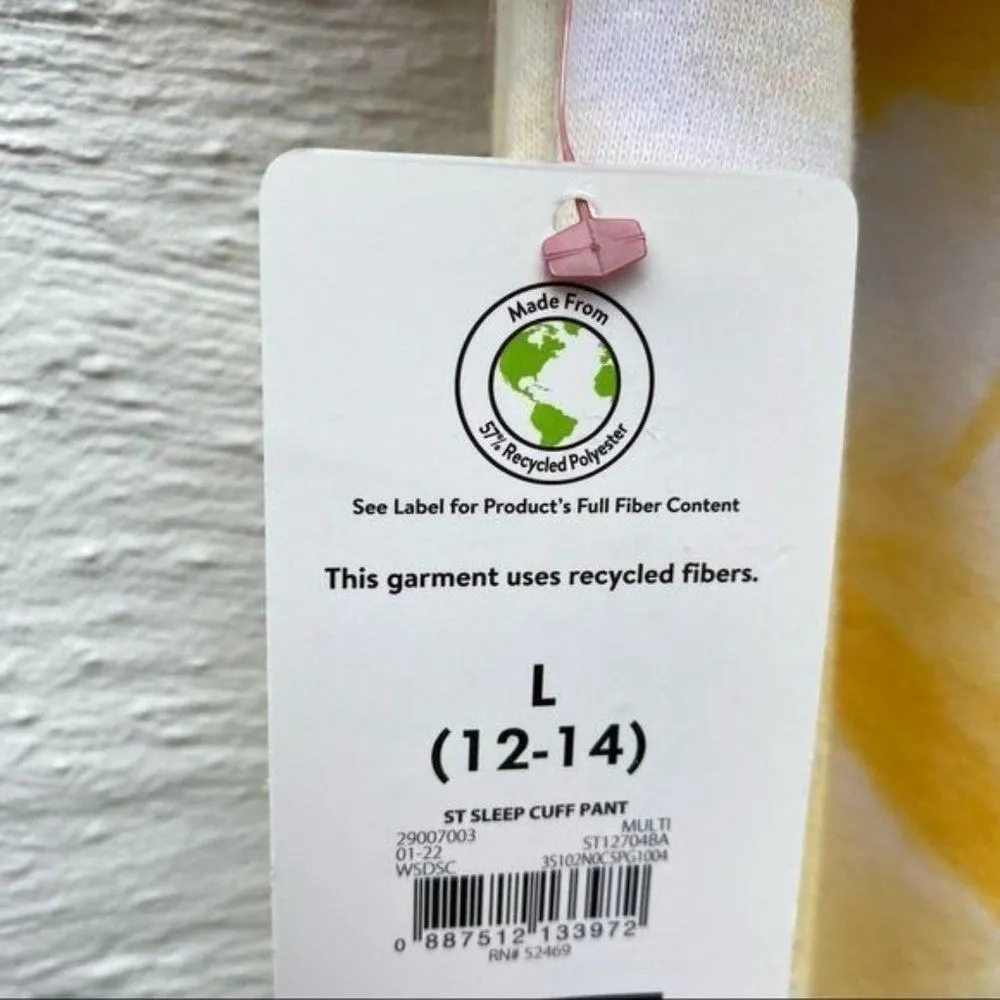 Made From
57% Recycled Polyester
See Label for Product's Full Fiber Content
This garment uses recycled fibers.
L
(12-14)
ST SLEEP CUFF PANT
29007003 MULTI
01-22 ST12704BA
WSDSC 35102N0C5PG1004
0 887512 133972
RN# 52469